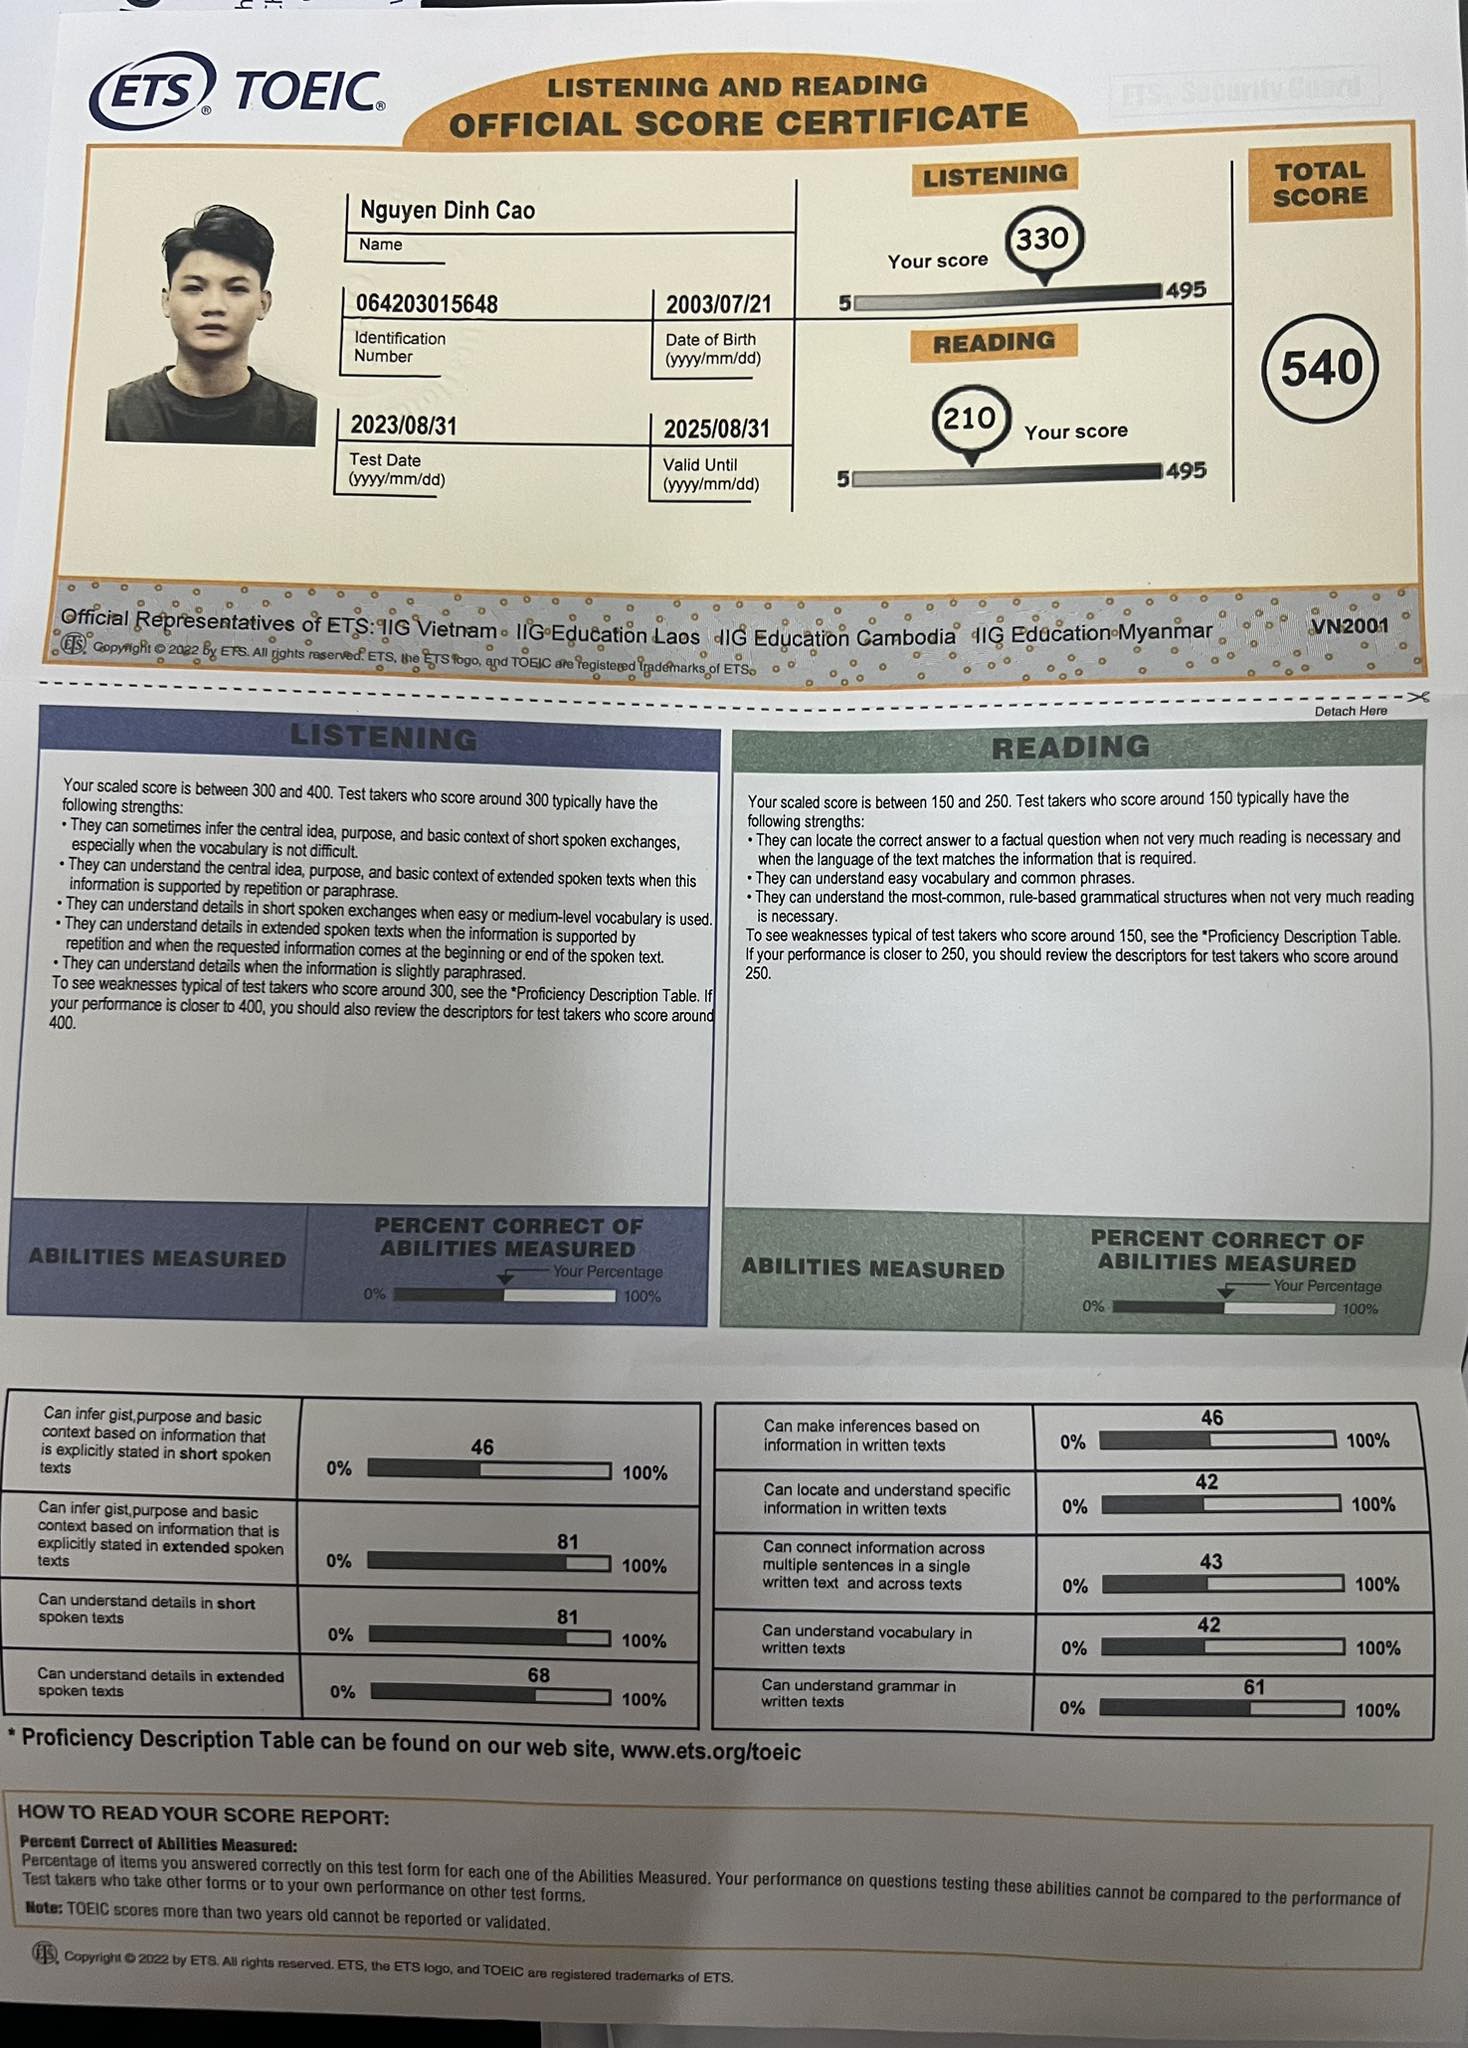 ETS® TOEIC®
LISTENING AND READING
OFFICIAL SCORE CERTIFICATE
ETS. Security Guard
Nguyen Dinh Cao
Name
064203015648
Identification
Number
2003/07/21
Date of Birth
(yyyy/mm/dd)
2023/08/31
Test Date
(yyyy/mm/dd)
2025/08/31
Valid Until
(yyyy/mm/dd)
LISTENING
Your score 330
5 495
READING
210 Your score
5 495
TOTAL
SCORE
540
Official Representatives of ETS: IIG Vietnam IIG Education Laos IIG Education Cambodia IIG Education Myanmar VN2001
ETS. Copyright © 2022 by ETS. All rights reserved. ETS, the ETS logo, and TOEIC are registered trademarks of ETS.
Detach Here
LISTENING
Your scaled score is between 300 and 400. Test takers who score around 300 typically have the
following strengths:
• They can sometimes infer the central idea, purpose, and basic context of short spoken exchanges,
especially when the vocabulary is not difficult.
• They can understand the central idea, purpose, and basic context of extended spoken texts when this
information is supported by repetition or paraphrase.
• They can understand details in short spoken exchanges when easy or medium-level vocabulary is used.
• They can understand details in extended spoken texts when the information is supported by
repetition and when the requested information comes at the beginning or end of the spoken text.
• They can understand details when the information is slightly paraphrased.
To see weaknesses typical of test takers who score around 300, see the *Proficiency Description Table. If
your performance is closer to 400, you should also review the descriptors for test takers who score around
400.
READING
Your scaled score is between 150 and 250. Test takers who score around 150 typically have the
following strengths:
• They can locate the correct answer to a factual question when not very much reading is necessary and
when the language of the text matches the information that is required.
• They can understand easy vocabulary and common phrases.
• They can understand the most-common, rule-based grammatical structures when not very much reading
is necessary.
To see weaknesses typical of test takers who score around 150, see the *Proficiency Description Table.
If your performance is closer to 250, you should review the descriptors for test takers who score around
250.
ABILITIES MEASURED
PERCENT CORRECT OF
ABILITIES MEASURED
Your Percentage
0% 100%
ABILITIES MEASURED
PERCENT CORRECT OF
ABILITIES MEASURED
Your Percentage
0% 100%
Can infer gist,purpose and basic
context based on information that
is explicitly stated in short spoken
texts
46
0% 100%
Can infer gist,purpose and basic
context based on information that is
explicitly stated in extended spoken
texts
81
0% 100%
Can understand details in short
spoken texts
81
0% 100%
Can understand details in extended
spoken texts
68
0% 100%
Can make inferences based on
information in written texts
46
0% 100%
Can locate and understand specific
information in written texts
42
0% 100%
Can connect information across
multiple sentences in a single
written text and across texts
43
0% 100%
Can understand vocabulary in
written texts
42
0% 100%
Can understand grammar in
written texts
61
0% 100%
* Proficiency Description Table can be found on our web site, www.ets.org/toeic
HOW TO READ YOUR SCORE REPORT:
Percent Correct of Abilities Measured:
Percentage of items you answered correctly on this test form for each one of the Abilities Measured. Your performance on questions testing these abilities cannot be compared to the performance of
Test takers who take other forms or to your own performance on other test forms.
Note: TOEIC scores more than two years old cannot be reported or validated.
ETS. Copyright © 2022 by ETS. All rights reserved. ETS, the ETS logo, and TOEIC are registered trademarks of ETS.